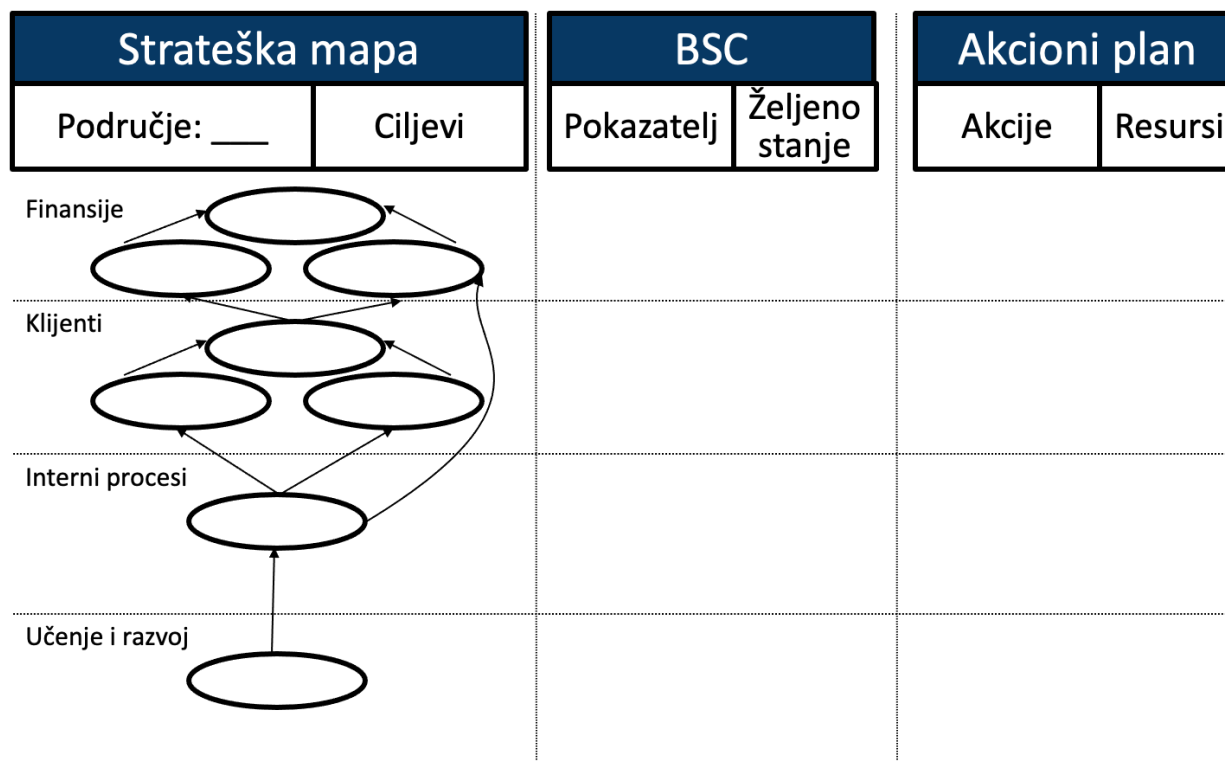 Strateška mapa
BSC
Akcioni plan
Područje: ___
Ciljevi
Pokazatelj
Željeno
stanje
Akcije
Resursi
Finansije
Klijenti
Interni procesi
Učenje i razvoj